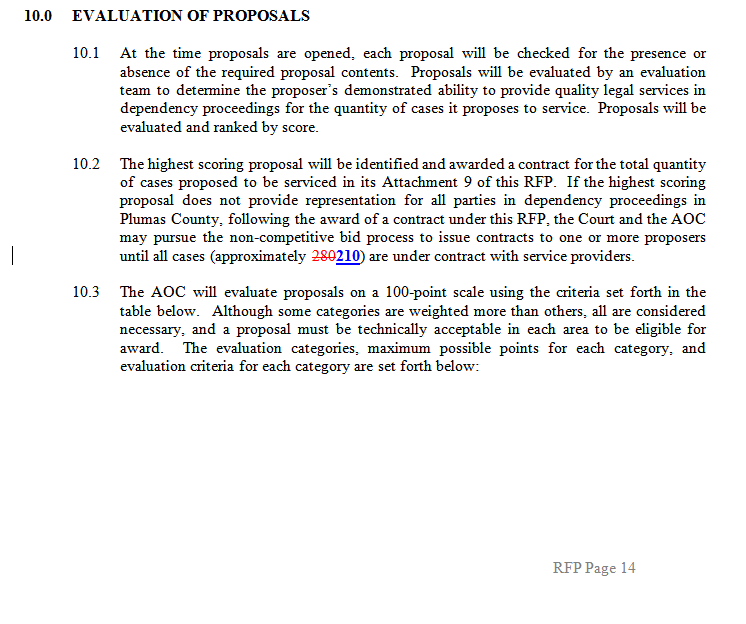 10.0 EVALUATION OF PROPOSALS
10.1 At the time proposals are opened, each proposal will be checked for the presence or
absence of the required proposal contents. Proposals will be evaluated by an evaluation
team to determine the proposer's demonstrated ability to provide quality legal services in
dependency proceedings for the quantity of cases it proposes to service. Proposals will be
evaluated and ranked by score.
10.2 The highest scoring proposal will be identified and awarded a contract for the total quantity
of cases proposed to be serviced in its Attachment 9 of this RFP. If the highest scoring
proposal does not provide representation for all parties in dependency proceedings in
Plumas County, following the award of a contract under this RFP, the Court and the AOC
may pursue the non-competitive bid process to issue contracts to one or more proposers
until all cases (approximately 280210) are under contract with service providers.
10.3 The AOC will evaluate proposals on a 100-point scale using the criteria set forth in the
table below. Although some categories are weighted more than others, all are considered
necessary, and a proposal must be technically acceptable in each area to be eligible for
award. The evaluation categories, maximum possible points for each category, and
evaluation criteria for each category are set forth below:
RFP Page 14